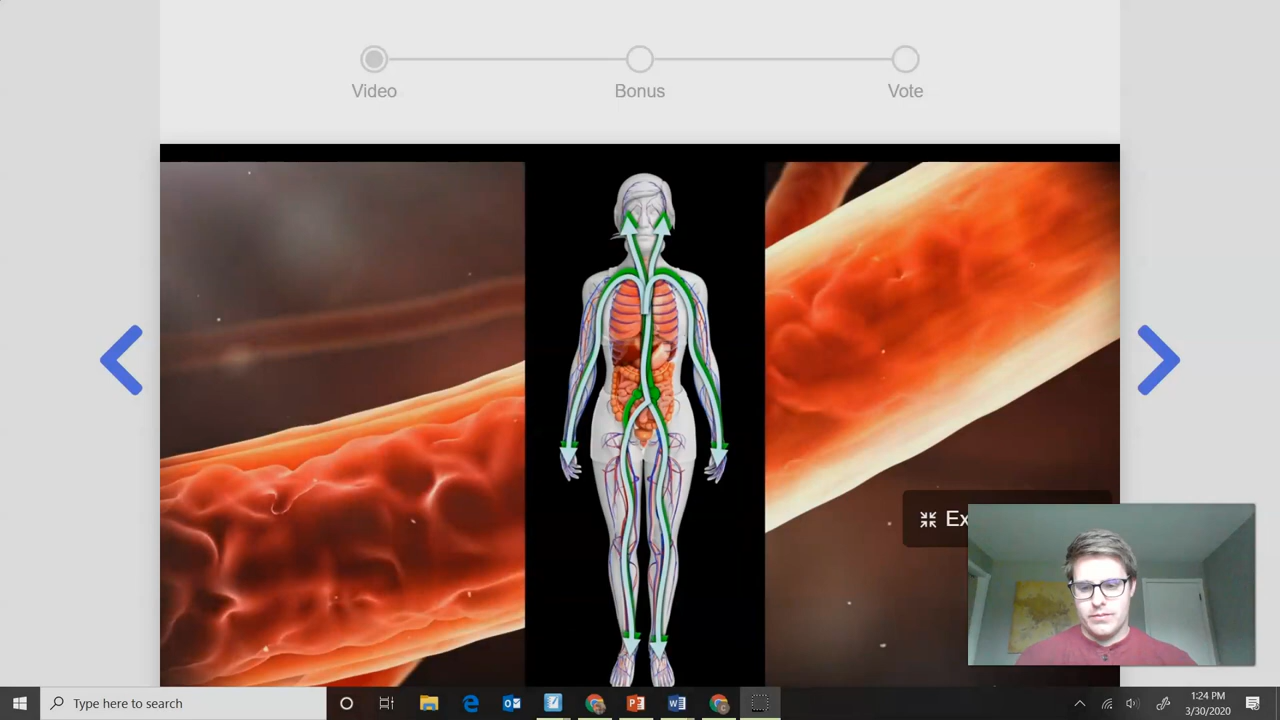 Video
Bonus
Vote
Ex
Type here to search
1:24 PM
3/30/2020